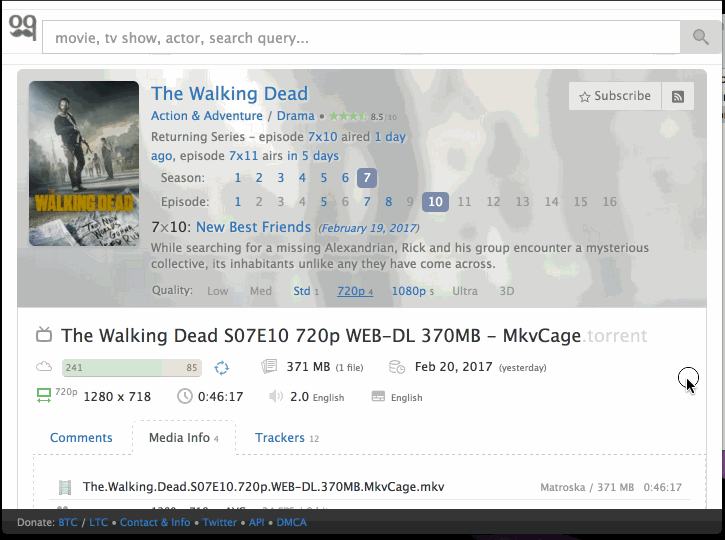 movie, tv show, actor, search query...
The Walking Dead
Subscribe
Action & Adventure / Drama • 8.5 /10
Returning Series – episode 7x10 aired 1 day
ago, episode 7x11 airs in 5 days
Season: 1 2 3 4 5 6 7
Episode: 1 2 3 4 5 6 7 8 9 10 11 12 13 14 15 16
7x10: New Best Friends (February 19, 2017)
While searching for a missing Alexandrian, Rick and his group encounter a mysterious
collective, its inhabitants unlike any they have come across.
Quality: Low Med Std 1 720p 4 1080p 5 Ultra 3D
WALKING DEAD
The Walking Dead S07E10 720p WEB-DL 370MB – MkvCage.torrent
241 85 371 MB (1 file) Feb 20, 2017 (yesterday)
720p 1280 x 718 0:46:17 2.0 English English
Comments Media Info 4 Trackers 12
The.Walking.Dead.S07E10.720p.WEB-DL.370MB.MkvCage.mkv Matroska / 371 MB 0:46:17
Donate: BTC / LTC • Contact & Info • Twitter • API • DMCA